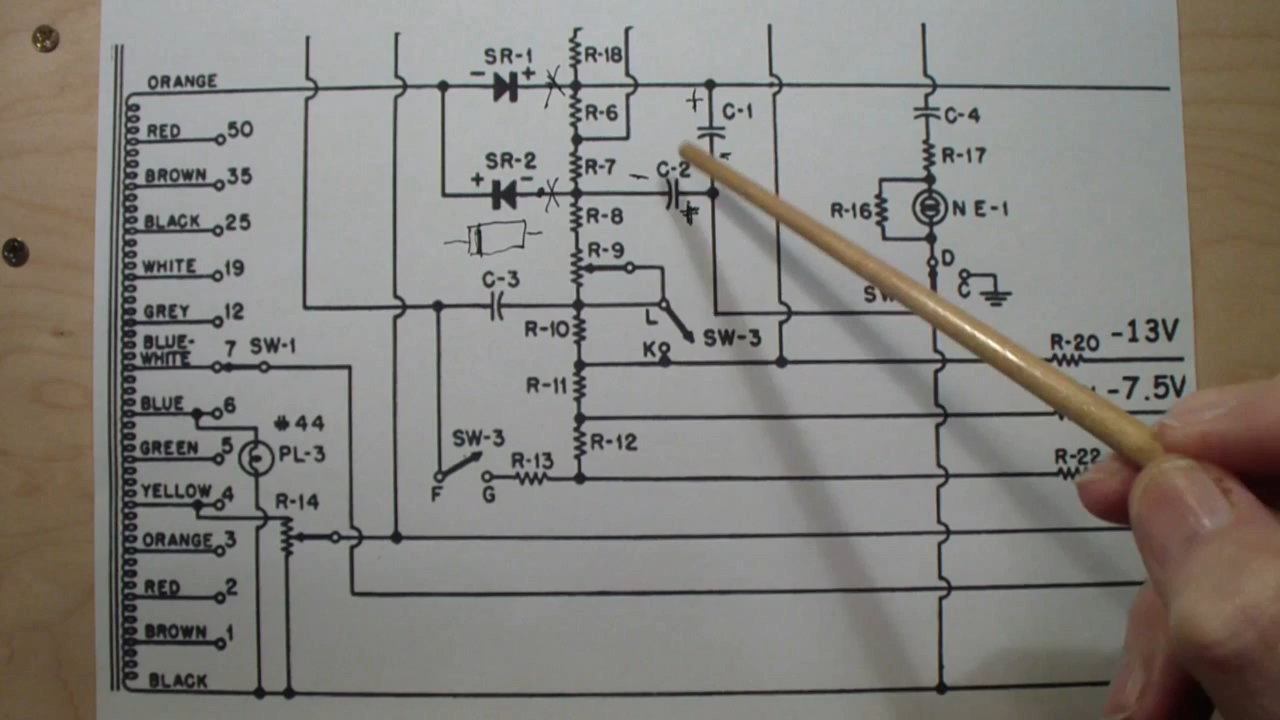 ORANGE
RED 50
BROWN 35
BLACK 25
WHITE 19
GREY 12
BLUE-
WHITE 7 SW-1
BLUE 6
#44
GREEN 5 PL-3
YELLOW 4 R-14
ORANGE 3
RED 2
BROWN 1
BLACK
SR-1
- +
SR-2
+ -
X
X
R-18
R-6
R-7
R-8
R-9
C-3
R-10
R-11
R-12
SW-3
F G R-13
+ C-1
-
- C-2
+
L SW-3
K
C-4
R-17
R-16 NE-1
D
C
SW
R-20 -13V
-7.5V
R-22